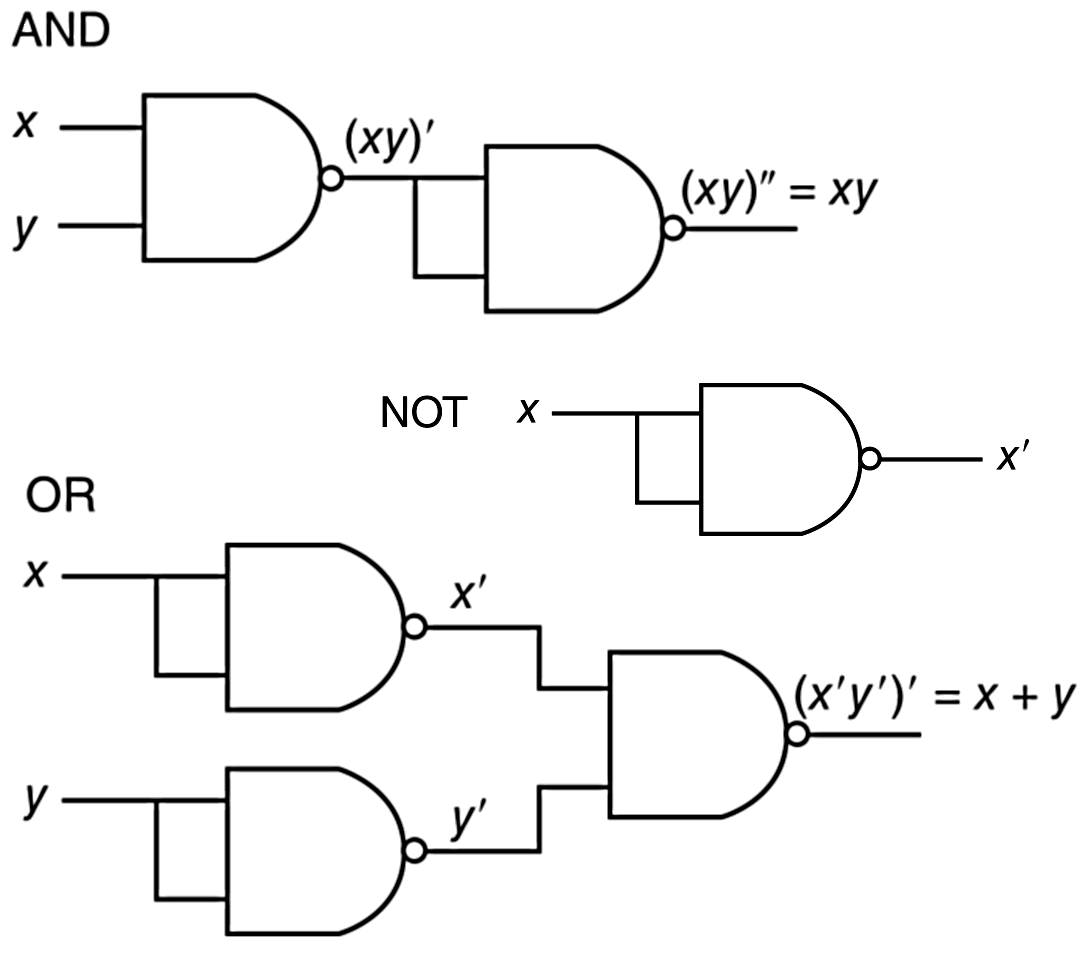 AND
x
(xy)′
y
(xy)″ = xy
NOT x
x′
OR
x
x′
(x′y′)′ = x + y
y
y′